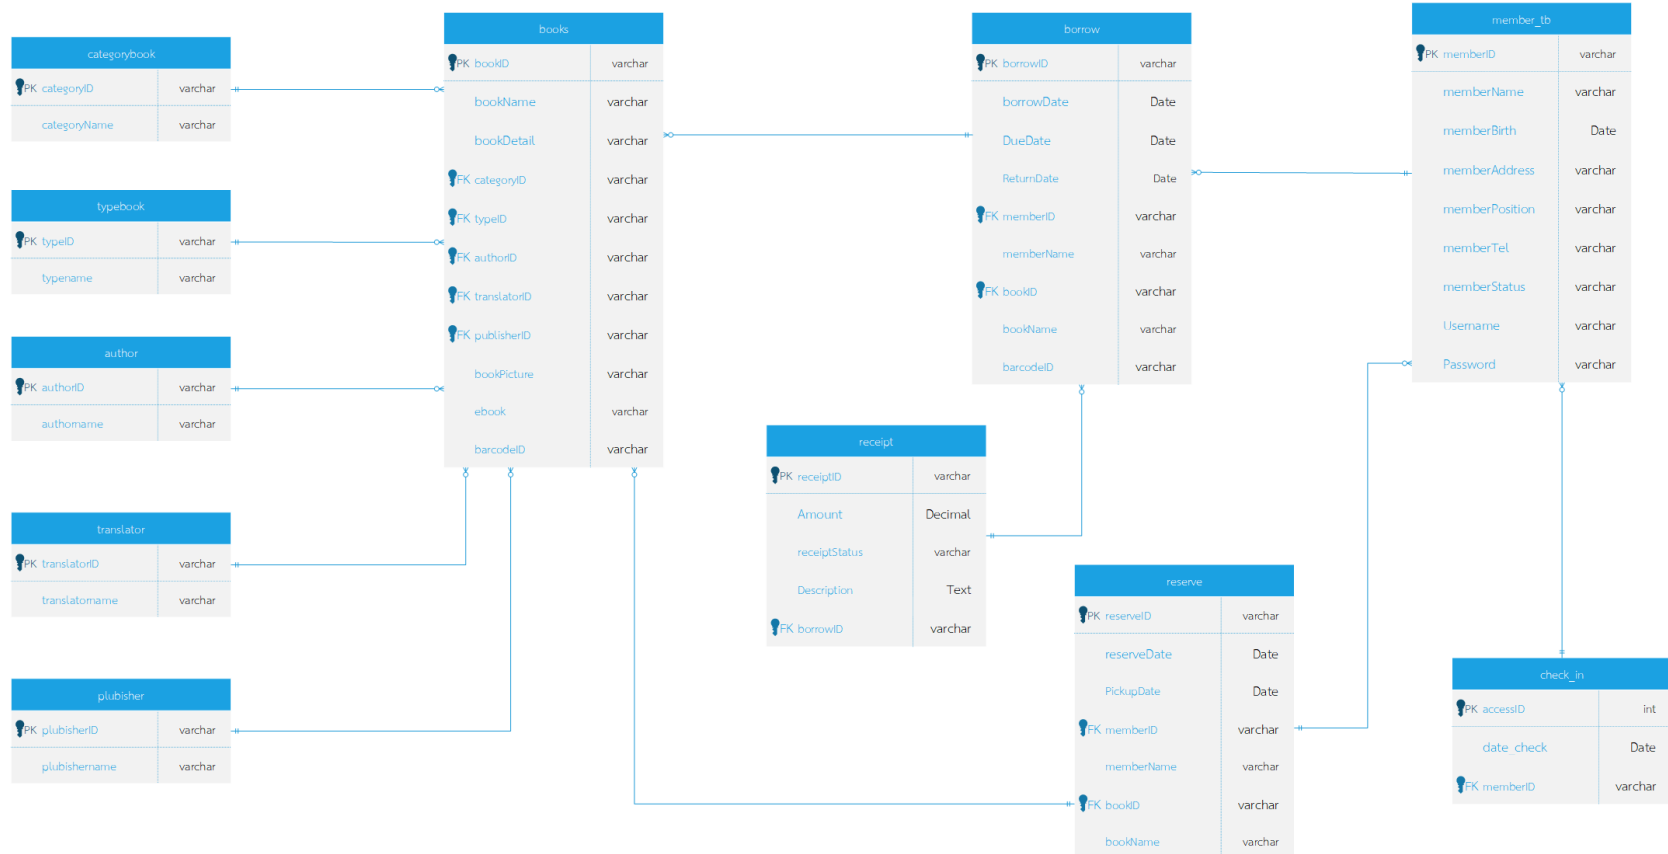 categorybook
PK categoryID varchar
categoryName varchar
typebook
PK typeID varchar
typename varchar
author
PK authorID varchar
authorname varchar
translator
PK translatorID varchar
translatorname varchar
plubisher
PK plubisherID varchar
plubishername varchar
books
PK bookID varchar
bookName varchar
bookDetail varchar
FK categoryID varchar
FK typeID varchar
FK authorID varchar
FK translatorID varchar
FK publisherID varchar
bookPicture varchar
ebook varchar
barcodeID varchar
borrow
PK borrowID varchar
borrowDate Date
DueDate Date
ReturnDate Date
FK memberID varchar
memberName varchar
FK bookID varchar
bookName varchar
barcodeID varchar
receipt
PK receiptID varchar
Amount Decimal
receiptStatus varchar
Description Text
FK borrowID varchar
reserve
PK reserveID varchar
reserveDate Date
PickupDate Date
FK memberID varchar
memberName varchar
FK bookID varchar
bookName varchar
member_tb
PK memberID varchar
memberName varchar
memberBirth Date
memberAddress varchar
memberPosition varchar
memberTel varchar
memberStatus varchar
Username varchar
Password varchar
check_in
PK accessID int
date_check Date
FK memberID varchar